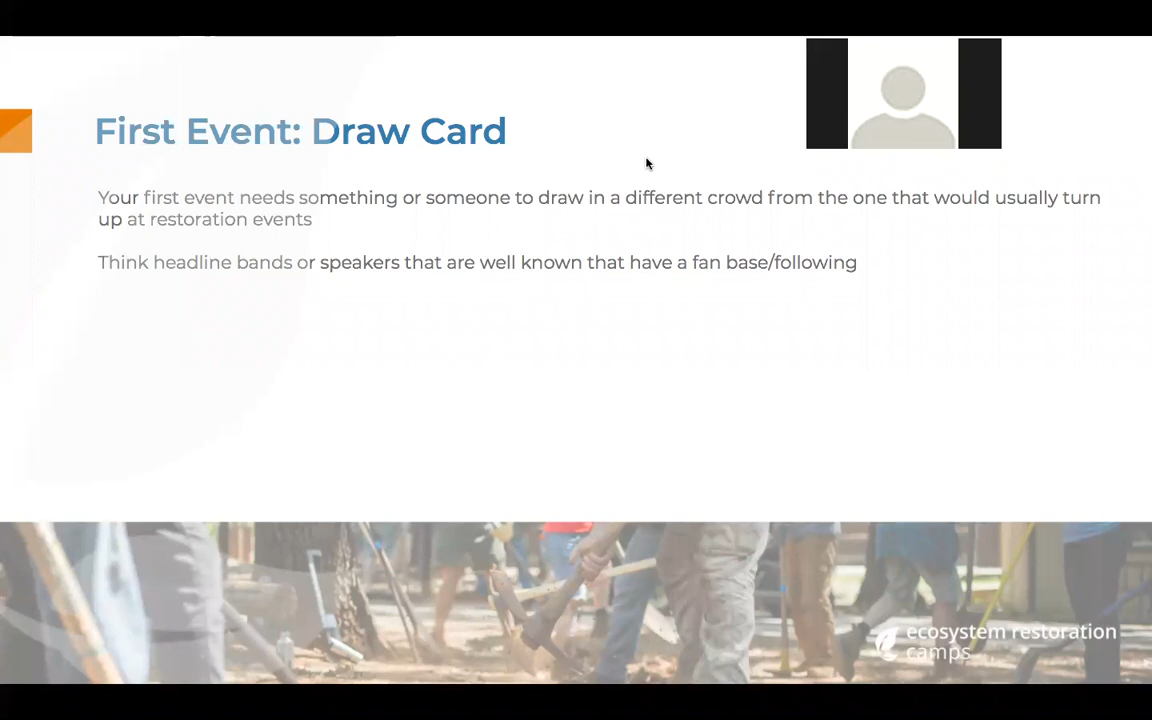 First Event: Draw Card
Your first event needs something or someone to draw in a different crowd from the one that would usually turn
up at restoration events
Think headline bands or speakers that are well known that have a fan base/following
ecosystem restoration
camps